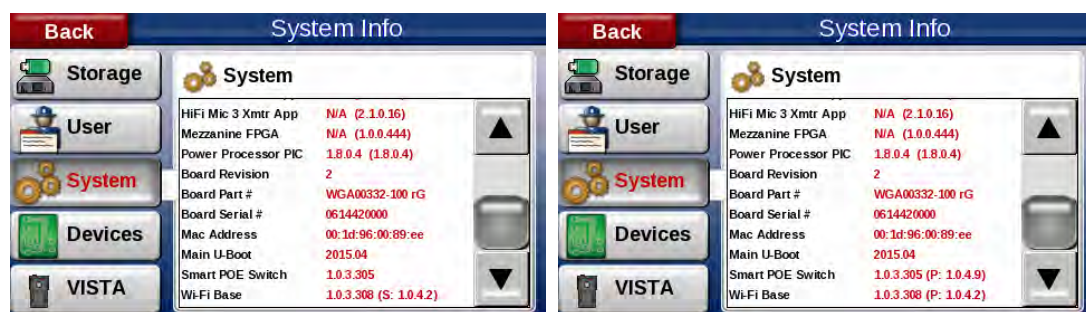 Back
System Info
Storage
User
System
Devices
VISTA
System
HiFi Mic 3 Xmtr App N/A (2.1.0.16)
Mezzanine FPGA N/A (1.0.0.444)
Power Processor PIC 1.8.0.4 (1.8.0.4)
Board Revision 2
Board Part # WGA00332-100 rG
Board Serial # 0614420000
Mac Address 00:1d:96:00:89:ee
Main U-Boot 2015.04
Smart POE Switch 1.0.3.305
Wi-Fi Base 1.0.3.308 (S: 1.0.4.2)
Back
System Info
Storage
User
System
Devices
VISTA
System
HiFi Mic 3 Xmtr App N/A (2.1.0.16)
Mezzanine FPGA N/A (1.0.0.444)
Power Processor PIC 1.8.0.4 (1.8.0.4)
Board Revision 2
Board Part # WGA00332-100 rG
Board Serial # 0614420000
Mac Address 00:1d:96:00:89:ee
Main U-Boot 2015.04
Smart POE Switch 1.0.3.305 (P: 1.0.4.9)
Wi-Fi Base 1.0.3.308 (P: 1.0.4.2)